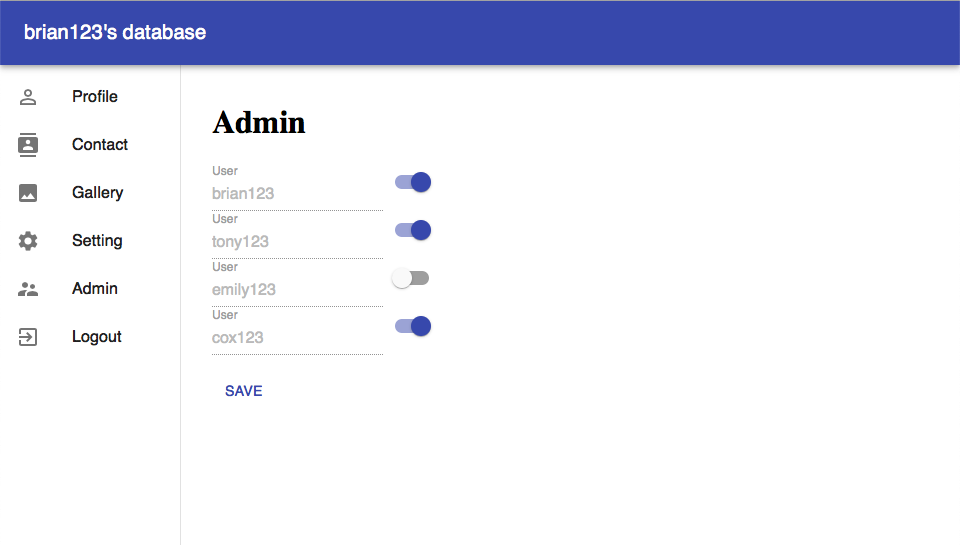 brian123's database
Profile
Contact
Gallery
Setting
Admin
Logout
Admin
User
brian123
User
tony123
User
emily123
User
cox123
SAVE